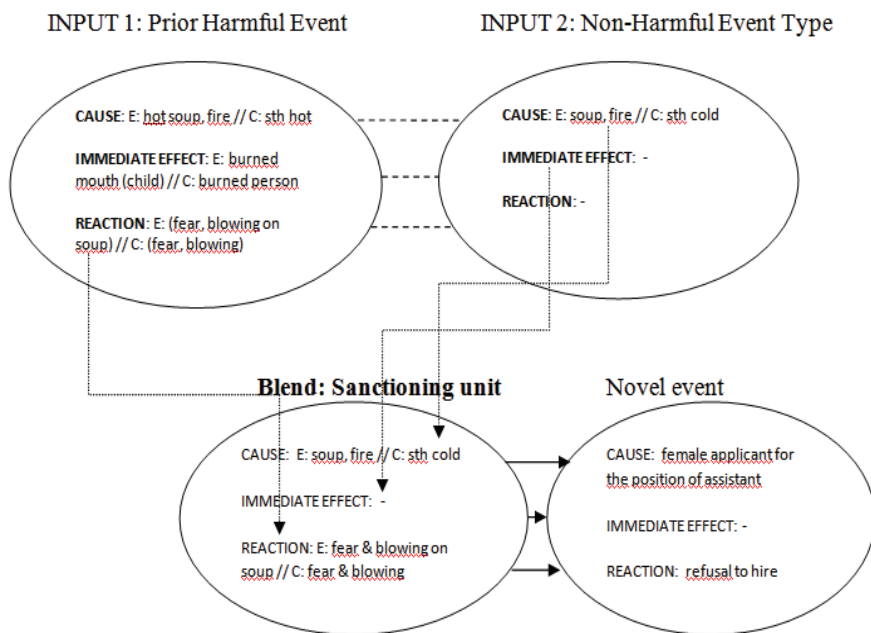 INPUT 1: Prior Harmful Event
INPUT 2: Non-Harmful Event Type
CAUSE: E: hot soup, fire // C: sth hot
IMMEDIATE EFFECT: E: burned
mouth (child) // C: burned person
REACTION: E: (fear, blowing on
soup) // C: (fear, blowing)
CAUSE: E: soup, fire // C: sth cold
IMMEDIATE EFFECT: -
REACTION: -
Blend: Sanctioning unit
CAUSE: E: soup, fire // C: sth cold
IMMEDIATE EFFECT: -
REACTION: E: fear & blowing on
soup // C: fear & blowing
Novel event
CAUSE: female applicant for
the position of assistant
IMMEDIATE EFFECT: -
REACTION: refusal to hire